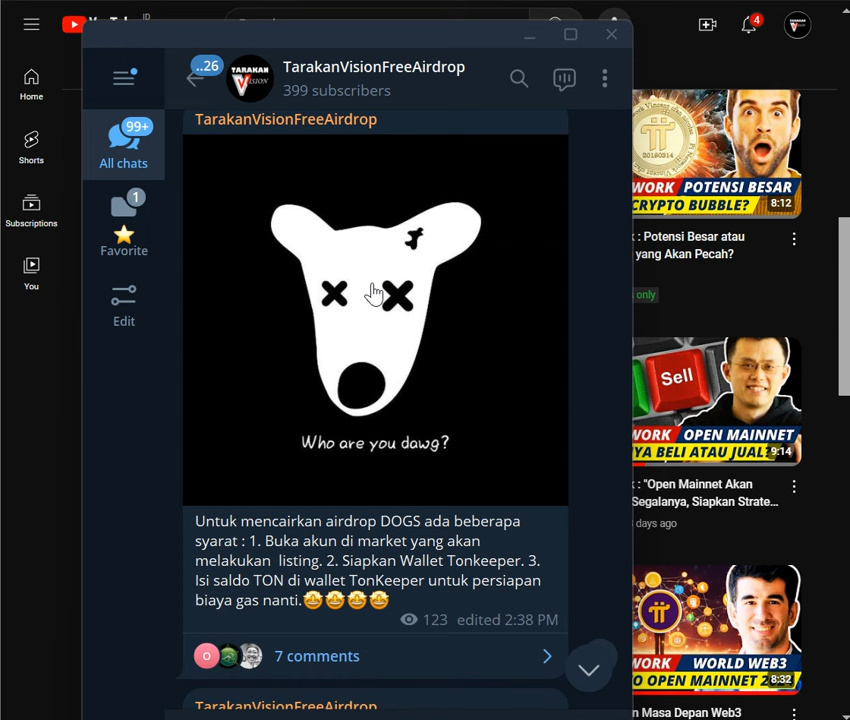 ..26
TarakanVisionFreeAirdrop
399 subscribers
4
Home
Shorts
Subscriptions
You
99+
All chats
1
Favorite
Edit
TarakanVisionFreeAirdrop
Who are you dawg?
Untuk mencairkan airdrop DOGS ada beberapa
syarat : 1. Buka akun di market yang akan
melakukan listing. 2. Siapkan Wallet Tonkeeper. 3.
Isi saldo TON di wallet TonKeeper untuk persiapan
biaya gas nanti.🤩🤩🤩🤩
123 edited 2:38 PM
O
7 comments
TarakanVisionFreeAirdrop
TARAKAN
VISION
20190314
WORK POTENSI BESAR
CRYPTO BUBBLE?
8:12
: Potensi Besar atau
yang Akan Pecah?
only
Sell
WORK OPEN MAINNET
YA BELI ATAU JUAL?
9:14
: "Open Mainnet Akan
Segalanya, Siapkan Strate...
days ago
WORK WORLD WEB3
O OPEN MAINNET 2
8:32
Masa Depan Web3